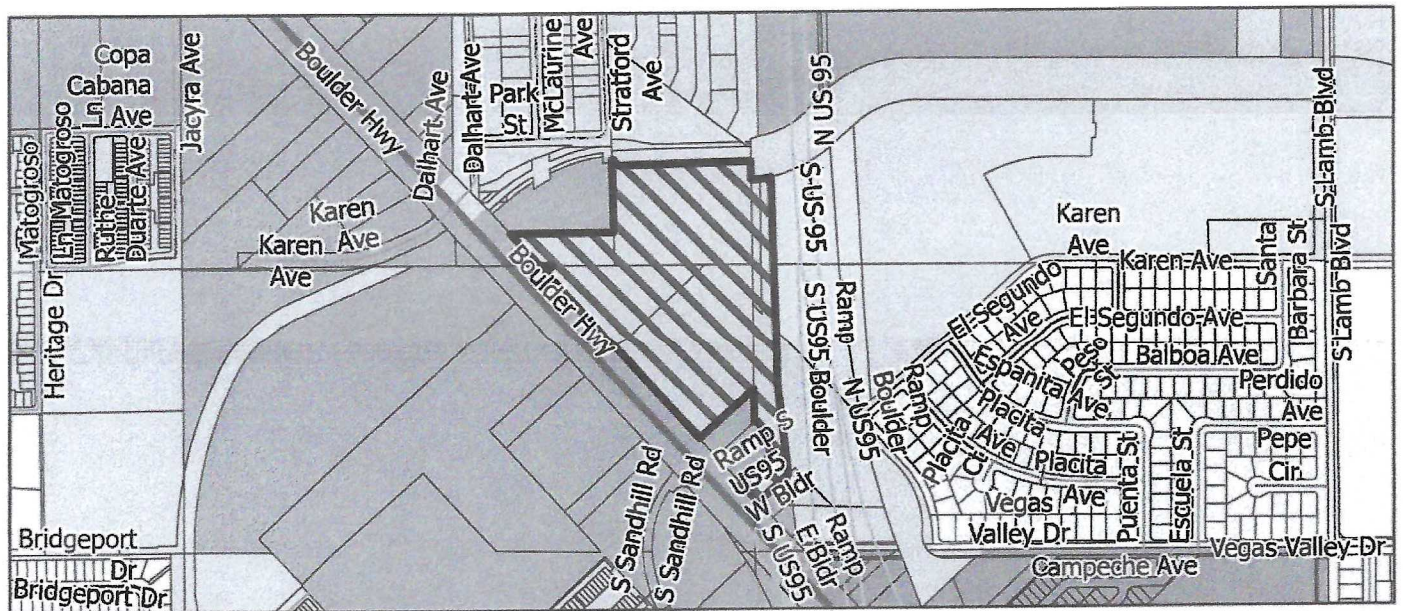 Copa
Cabana
Ave
Ln
Matogroso
Ln Matogroso
Ruthe
Duarte Ave
Jacyra Ave
Heritage Dr
Bridgeport
Dr
Bridgeport Dr
Boulder Hwy
Dalhart Ave
Dalhart Ave
Park
St
McLaurine
Ave
Stratford
Ave
Karen
Ave
Karen
Ave
Boulder Hwy
S Sandhill Rd
S Sandhill Rd
Ramp
US95
S
W Bldr
S US95
E Bldr
Ramp
N US 95
S-US-95
S US95 Boulder
Ramp
N-US95
Ramp
Boulder
Karen
Ave
Karen Ave
Santa
Barbara St
S Lamb Blvd
S Lamb Blvd
El Segundo
Ave
El Segundo Ave
Espanita Ave
Peso
St
Balboa Ave
Perdido
Ave
Placita
Ave
Placita
Ct
Placita
Ave
Puenta St
Escuela St
Pepe
Cir
Vegas
Valley Dr
Vegas Valley Dr
Campeche Ave